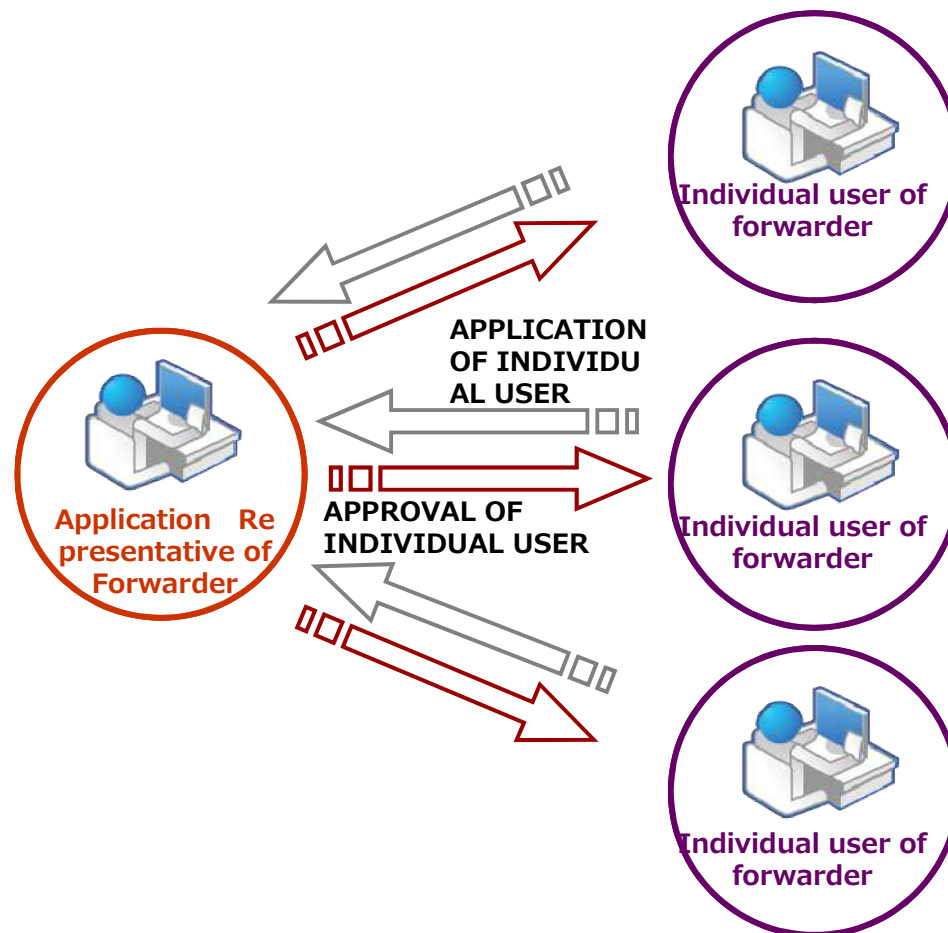 Individual user of
forwarder
APPLICATION
OF INDIVIDU
AL USER
Application Re
presentative of
Forwarder
APPROVAL OF
INDIVIDUAL USER
Individual user of
forwarder
Individual user of
forwarder